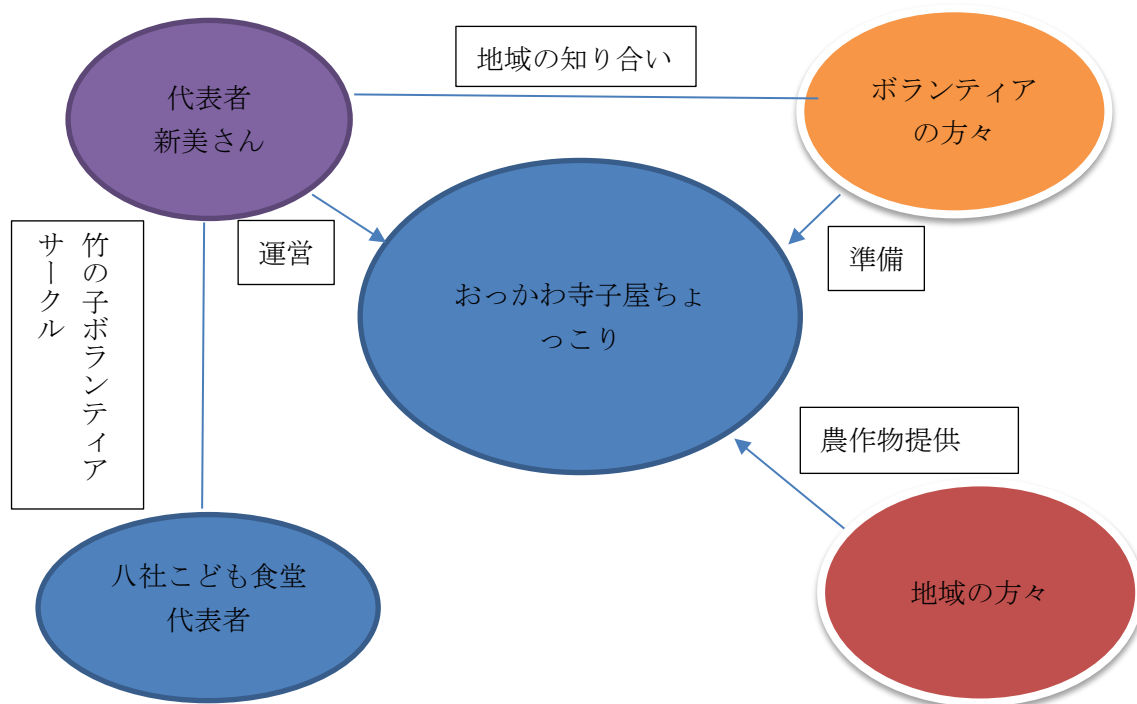 地域の知り合い
代表者
新美さん
ボランティア
の方々
竹の子ボランティア
サークル
運営
準備
おっかわ寺子屋ちょ
っこり
農作物提供
八社こども食堂
代表者
地域の方々